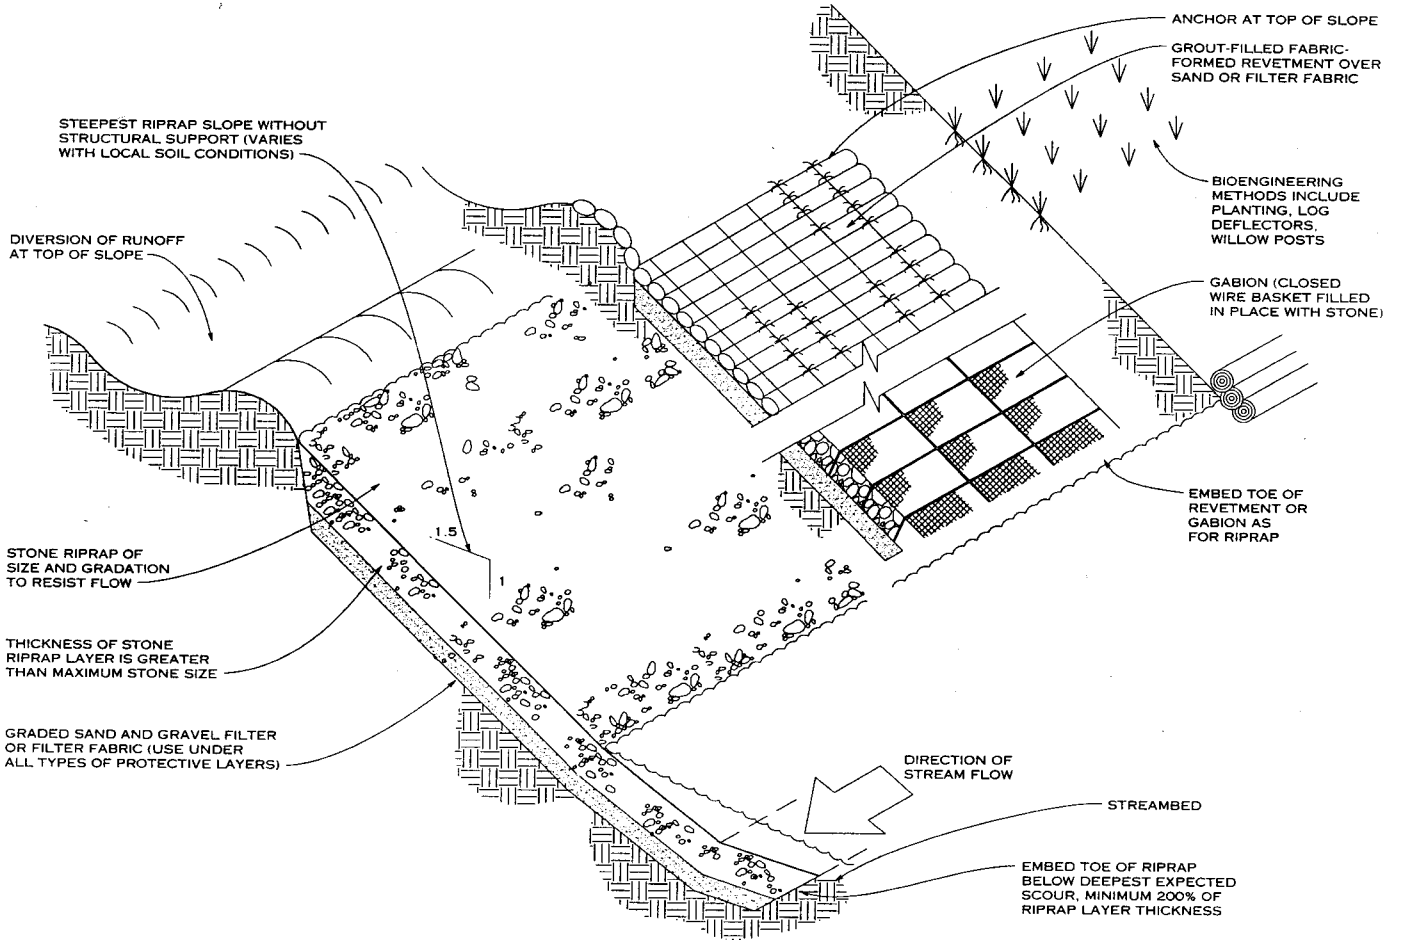 ANCHOR AT TOP OF SLOPE
GROUT-FILLED FABRIC-
FORMED REVETMENT OVER
SAND OR FILTER FABRIC
STEEPEST RIPRAP SLOPE WITHOUT
STRUCTURAL SUPPORT (VARIES
WITH LOCAL SOIL CONDITIONS)
BIOENGINEERING
METHODS INCLUDE
PLANTING, LOG
DEFLECTORS,
WILLOW POSTS
DIVERSION OF RUNOFF
AT TOP OF SLOPE
GABION (CLOSED
WIRE BASKET FILLED
IN PLACE WITH STONE)
EMBED TOE OF
REVETMENT OR
GABION AS
FOR RIPRAP
1.5
1
STONE RIPRAP OF
SIZE AND GRADATION
TO RESIST FLOW
THICKNESS OF STONE
RIPRAP LAYER IS GREATER
THAN MAXIMUM STONE SIZE
GRADED SAND AND GRAVEL FILTER
OR FILTER FABRIC (USE UNDER
ALL TYPES OF PROTECTIVE LAYERS)
DIRECTION OF
STREAM FLOW
STREAMBED
EMBED TOE OF RIPRAP
BELOW DEEPEST EXPECTED
SCOUR, MINIMUM 200% OF
RIPRAP LAYER THICKNESS